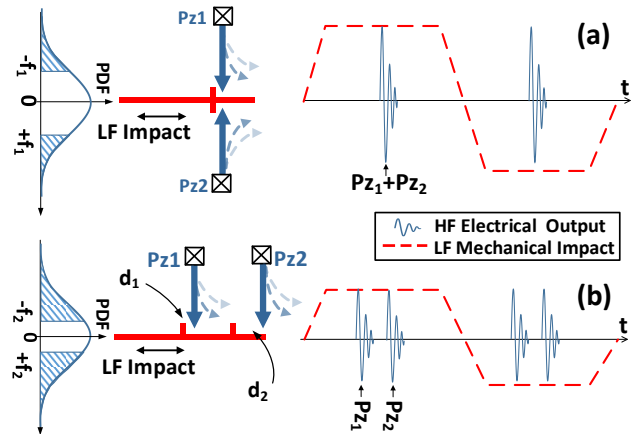 Pz1
(a)
-f₁
0
+f₁
PDF
LF Impact
Pz2
t
Pz₁+Pz₂
HF Electrical Output
LF Mechanical Impact
Pz1
Pz2
(b)
d₁
-f₂
0
+f₂
PDF
LF Impact
d₂
t
Pz₁
Pz₂